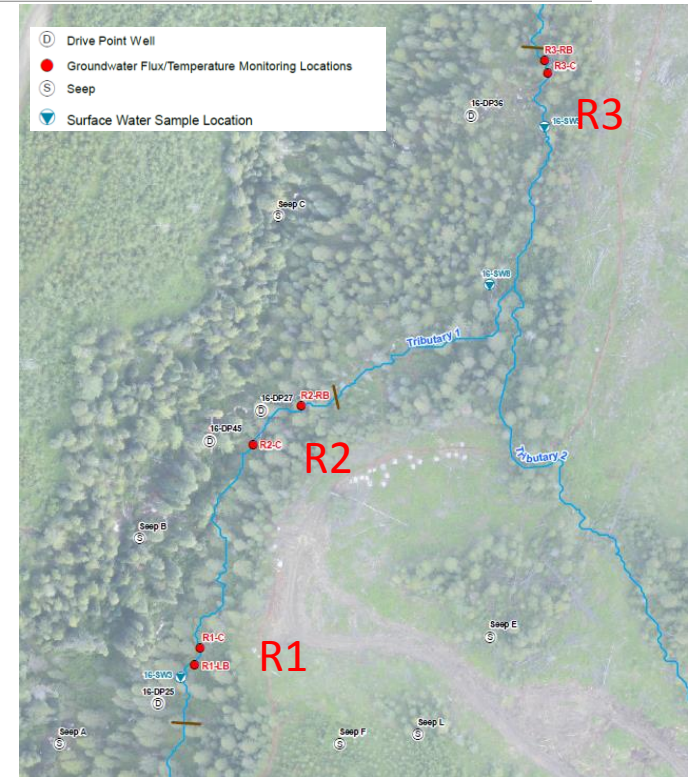 Drive Point Well
Groundwater Flux/Temperature Monitoring Locations
Seep
Surface Water Sample Location
D
S
R3-RB
R3-C
16-DP36
D
R3
Seep C
S
16-SW8
Tributary 1
16-DP27
D
R2-RB
16-DP45
D
R2-C
R2
Tributary 2
Seep B
S
Seep E
S
R1-C
R1-LB
R1
16-SW3
16-DP25
D
Seep A
S
Seep F
S
Seep L
S